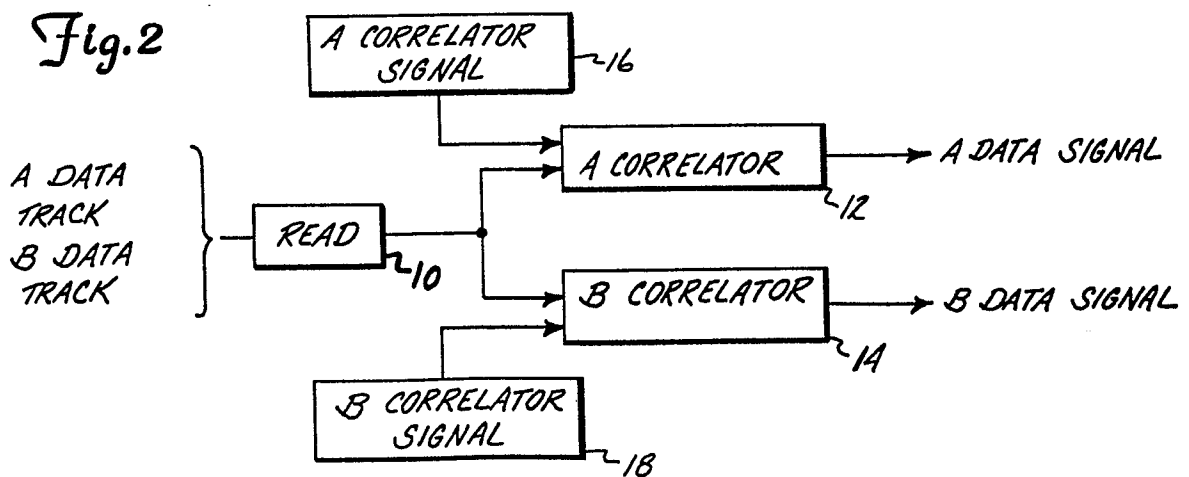 Fig.2
A CORRELATOR
SIGNAL
16
A DATA
TRACK
B DATA
TRACK
READ
10
A CORRELATOR
12
A DATA SIGNAL
B CORRELATOR
14
B DATA SIGNAL
B CORRELATOR
SIGNAL
18